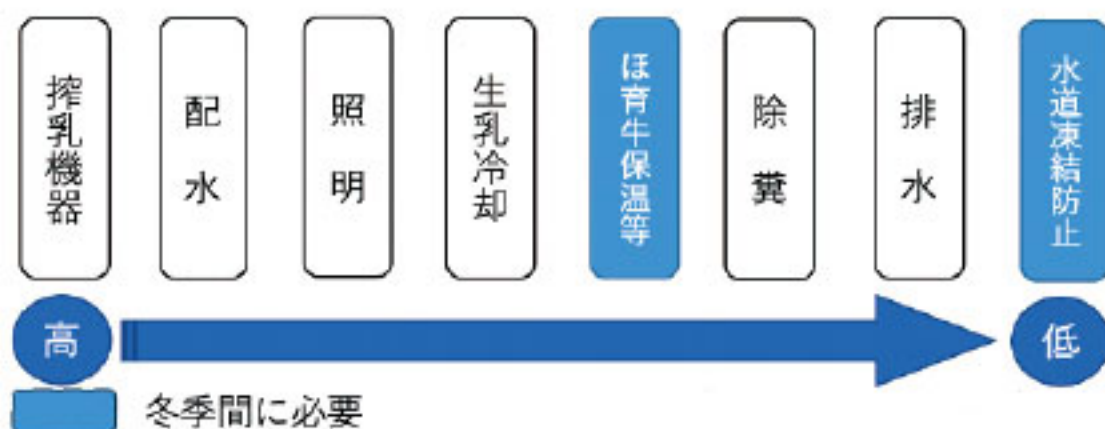 搾乳機器
配水
照明
生乳冷却
ほ育牛保温等
除糞
排水
水道凍結防止
高
低
冬季間に必要